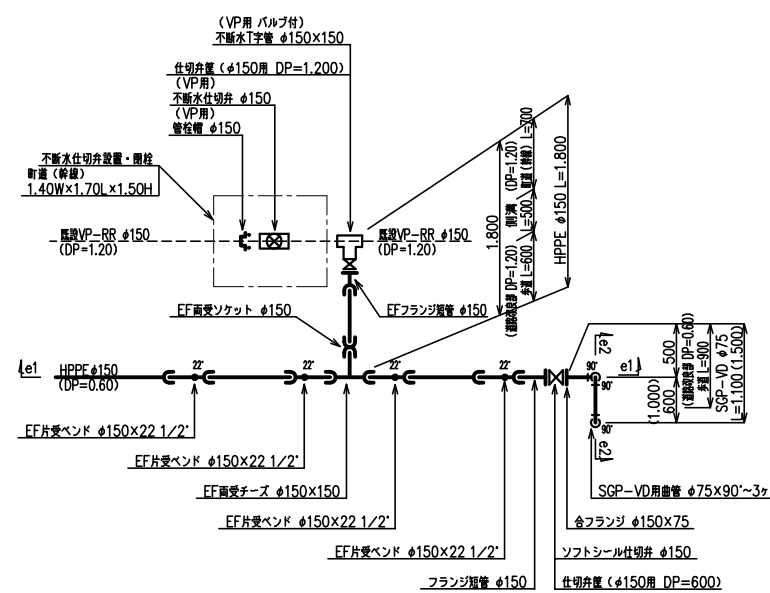 (VP用 バルブ付)
不断水T字管 φ150×150
仕切弁筐(φ150用 DP=1.200)
(VP用)
不断水仕切弁 φ150
(VP用)
管栓帽 φ150
不断水仕切弁設置・閉栓
町道(幹線)
1.40W×1.70L×1.50H
既設VP-RR φ150
(DP=1.20)
既設VP-RR φ150
(DP=1.20)
1.800
(道路改良部 DP=1.20)
歩道 L=600
側溝 L=500
(DP=1.20)
町道(幹線) L=700
HPPE φ150 L=1.800
EF両受ソケット φ150
EFフランジ短管 φ150
e1
HPPEφ150
(DP=0.60)
22°
22°
22°
22°
90°
90°
90°
e2
e1
e2
500
600
(1.000)
(道路改良部 DP=0.60)
歩道 L=900
SGP-VD φ75
L=1.100(1.500)
EF片受ベンド φ150×22 1/2°
EF片受ベンド φ150×22 1/2°
EF両受チーズ φ150×150
EF片受ベンド φ150×22 1/2°
EF片受ベンド φ150×22 1/2°
フランジ短管 φ150
SGP-VD用曲管 φ75×90°~3ヶ
合フランジ φ150×75
ソフトシール仕切弁 φ150
仕切弁筐(φ150用 DP=600)